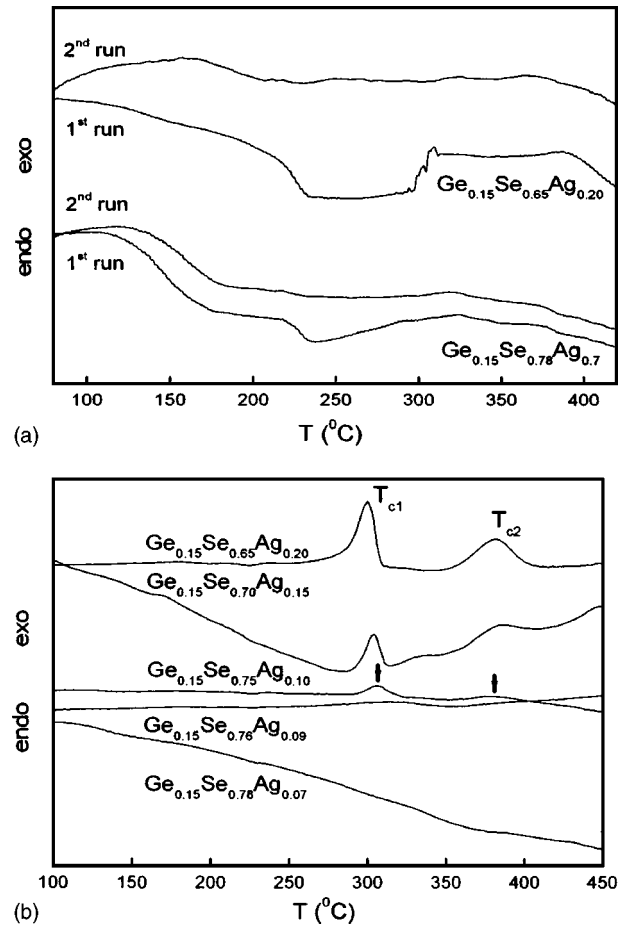 2nd run
1st run
Ge0.15Se0.65Ag0.20
2nd run
1st run
Ge0.15Se0.78Ag0.7
exo
endo
100 150 200 250 300 350 400
T (0C)
(a)
Tc1
Tc2
Ge0.15Se0.65Ag0.20
Ge0.15Se0.70Ag0.15
Ge0.15Se0.75Ag0.10
Ge0.15Se0.76Ag0.09
Ge0.15Se0.78Ag0.07
exo
endo
100 150 200 250 300 350 400 450
T (0C)
(b)